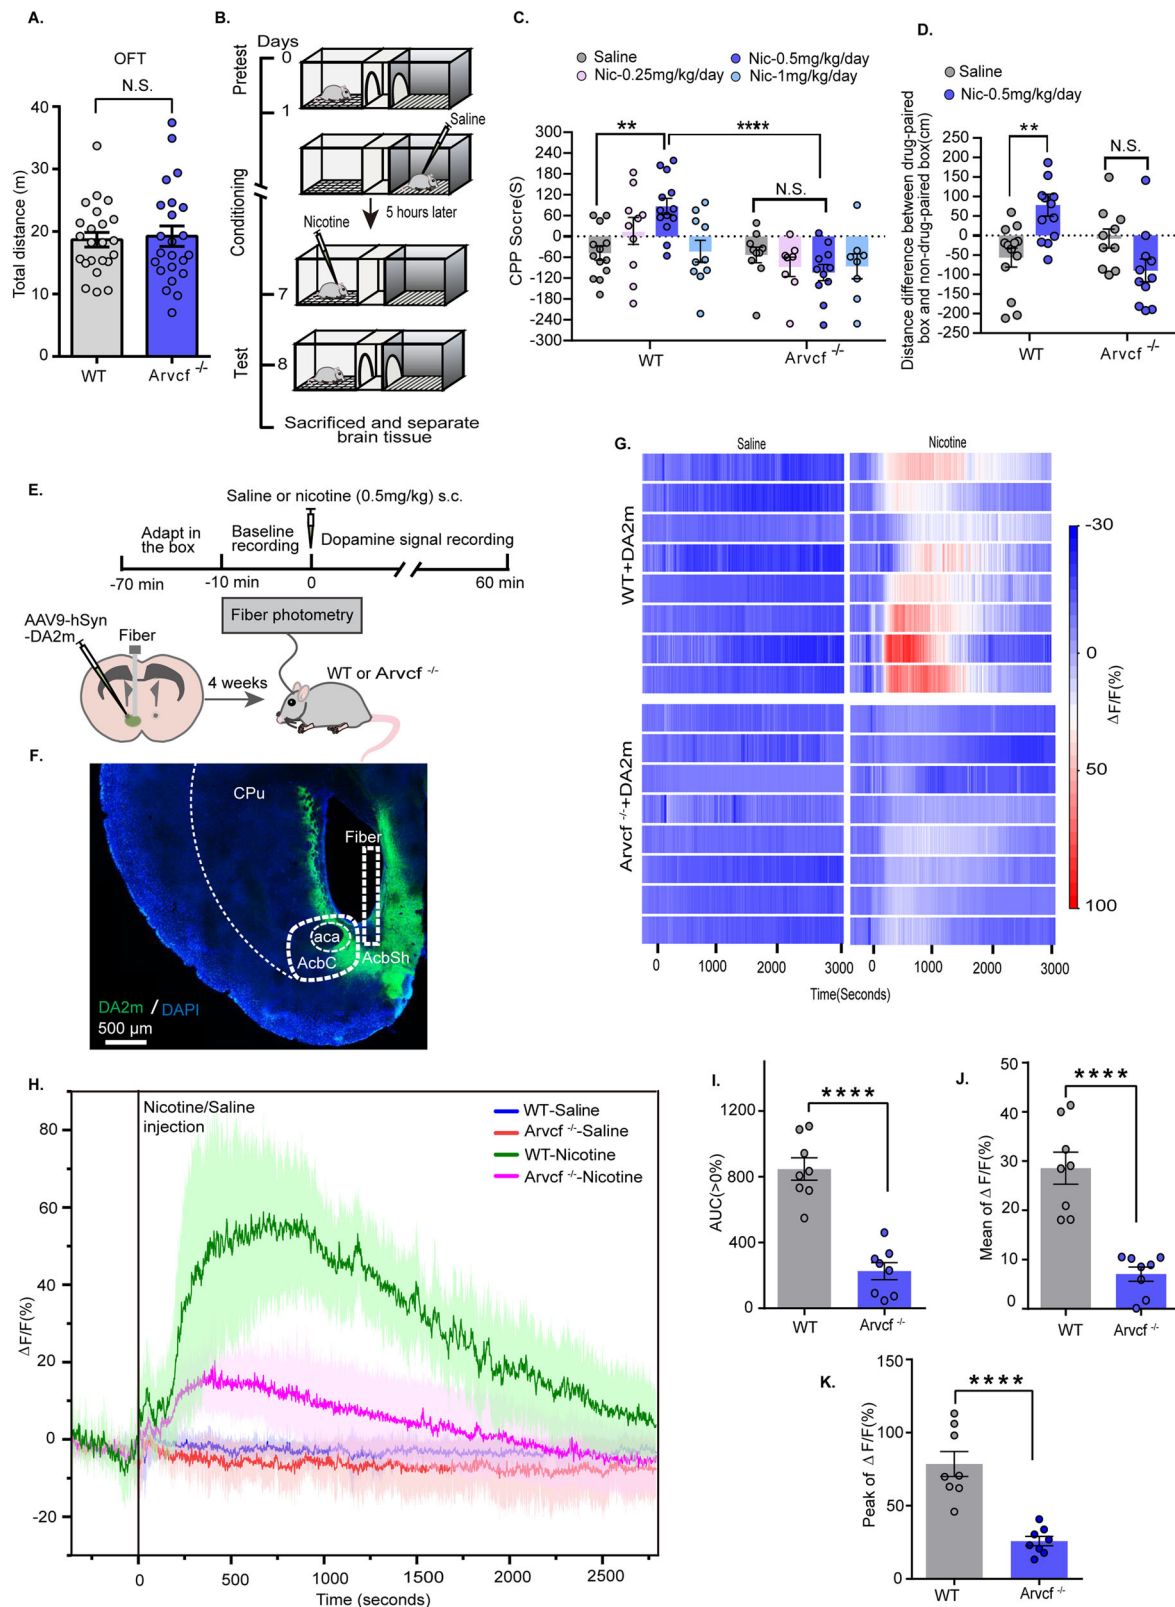 A.
OFT
N.S.
Total distance (m)
40
30
20
10
0
WT
Arvcf -/-
B.
Days
Pretest
Conditioning
Test
0
1
7
8
Saline
5 hours later
Nicotine
Sacrificed and separate
brain tissue
C.
Saline
Nic-0.5mg/kg/day
Nic-0.25mg/kg/day
Nic-1mg/kg/day
**
****
N.S.
CPP Socre(S)
300
240
180
120
60
0
-60
-120
-180
-240
-300
WT
Arvcf -/-
D.
Saline
Nic-0.5mg/kg/day
**
N.S.
Distance difference between drug-paired
box and non-drug-paired box(cm)
250
200
150
100
50
0
-50
-100
-150
-200
-250
WT
Arvcf -/-
E.
Saline or nicotine (0.5mg/kg) s.c.
Adapt in
the box
Baseline
recording
Dopamine signal recording
-70 min
-10 min
0
60 min
AAV9-hSyn
-DA2m
Fiber
4 weeks
Fiber photometry
WT or Arvcf -/-
F.
CPu
Fiber
aca
AcbC
AcbSh
DA2m / DAPI
500 μm
G.
Saline
Nicotine
WT+DA2m
Arvcf -/-+DA2m
0
1000
2000
3000
0
1000
2000
3000
Time(Seconds)
-30
0
50
100
ΔF/F(%)
H.
Nicotine/Saline
injection
WT-Saline
Arvcf -/--Saline
WT-Nicotine
Arvcf -/--Nicotine
ΔF/F(%)
80
60
40
20
0
-20
0
500
1000
1500
2000
2500
Time (seconds)
I.
****
AUC(>0%)
1200
800
400
0
WT
Arvcf -/-
J.
****
Mean of Δ F/F(%)
50
40
30
20
10
0
WT
Arvcf -/-
K.
****
Peak of Δ F/F(%)
150
100
50
0
WT
Arvcf -/-